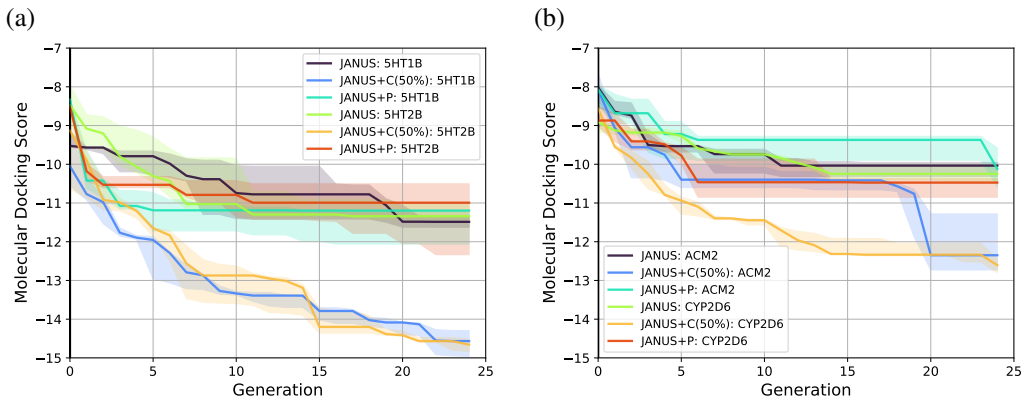 (a)
Molecular Docking Score
−7
−8
−9
−10
−11
−12
−13
−14
−15
0 5 10 15 20 25
Generation
JANUS: 5HT1B
JANUS+C(50%): 5HT1B
JANUS+P: 5HT1B
JANUS: 5HT2B
JANUS+C(50%): 5HT2B
JANUS+P: 5HT2B
(b)
Molecular Docking Score
−7
−8
−9
−10
−11
−12
−13
−14
−15
0 5 10 15 20 25
Generation
JANUS: ACM2
JANUS+C(50%): ACM2
JANUS+P: ACM2
JANUS: CYP2D6
JANUS+C(50%): CYP2D6
JANUS+P: CYP2D6